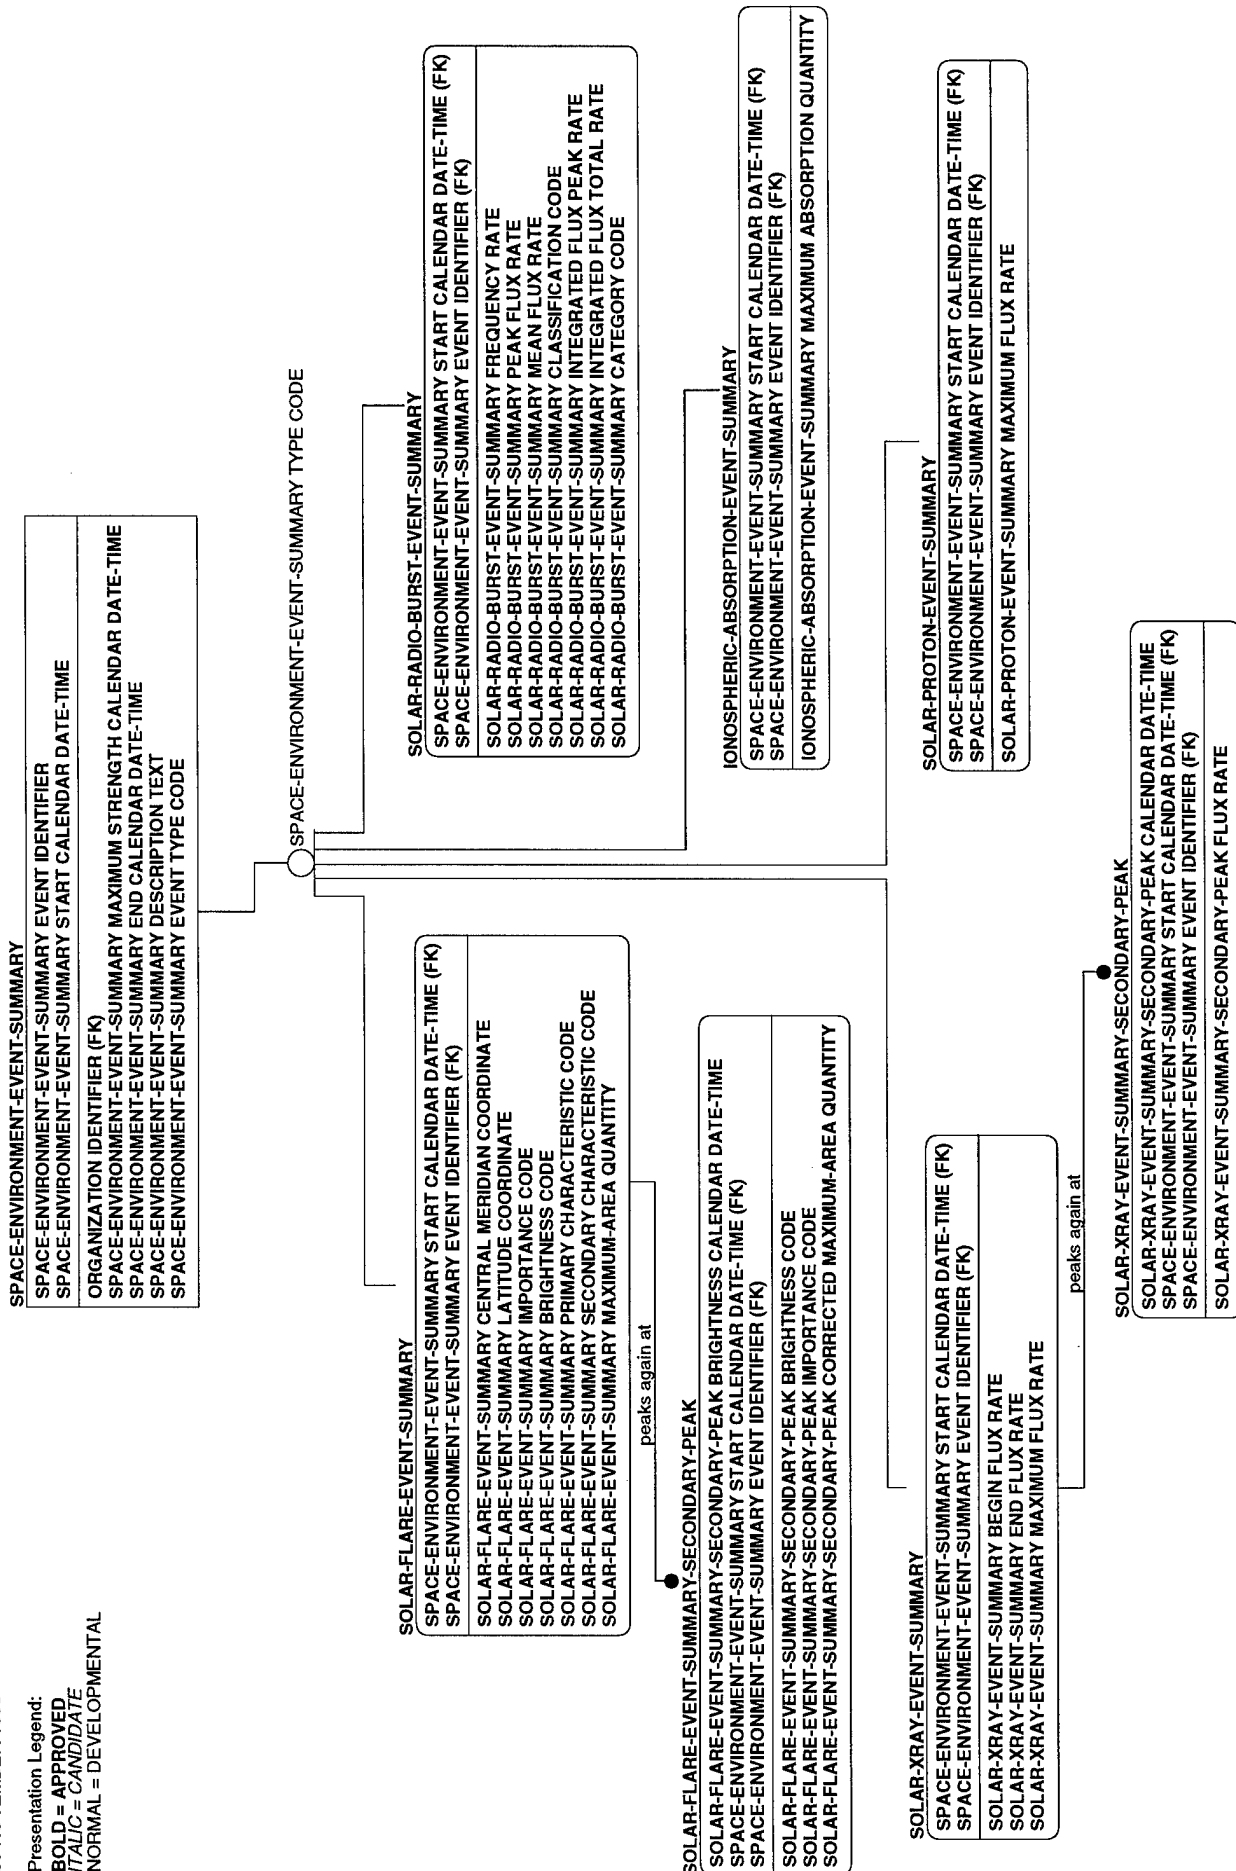 Presentation Legend:
BOLD = APPROVED
ITALIC = CANDIDATE
NORMAL = DEVELOPMENTAL
SPACE-ENVIRONMENT-EVENT-SUMMARY
SPACE-ENVIRONMENT-EVENT-SUMMARY EVENT IDENTIFIER
SPACE-ENVIRONMENT-EVENT-SUMMARY START CALENDAR DATE-TIME
ORGANIZATION IDENTIFIER (FK)
SPACE-ENVIRONMENT-EVENT-SUMMARY MAXIMUM STRENGTH CALENDAR DATE-TIME
SPACE-ENVIRONMENT-EVENT-SUMMARY END CALENDAR DATE-TIME
SPACE-ENVIRONMENT-EVENT-SUMMARY DESCRIPTION TEXT
SPACE-ENVIRONMENT-EVENT-SUMMARY EVENT TYPE CODE
SPACE-ENVIRONMENT-EVENT-SUMMARY TYPE CODE
SOLAR-FLARE-EVENT-SUMMARY
SPACE-ENVIRONMENT-EVENT-SUMMARY START CALENDAR DATE-TIME (FK)
SPACE-ENVIRONMENT-EVENT-SUMMARY EVENT IDENTIFIER (FK)
SOLAR-FLARE-EVENT-SUMMARY CENTRAL MERIDIAN COORDINATE
SOLAR-FLARE-EVENT-SUMMARY LATITUDE COORDINATE
SOLAR-FLARE-EVENT-SUMMARY IMPORTANCE CODE
SOLAR-FLARE-EVENT-SUMMARY BRIGHTNESS CODE
SOLAR-FLARE-EVENT-SUMMARY PRIMARY CHARACTERISTIC CODE
SOLAR-FLARE-EVENT-SUMMARY SECONDARY CHARACTERISTIC CODE
SOLAR-FLARE-EVENT-SUMMARY MAXIMUM-AREA QUANTITY
peaks again at
SOLAR-FLARE-EVENT-SUMMARY-SECONDARY-PEAK
SOLAR-FLARE-EVENT-SUMMARY-SECONDARY-PEAK BRIGHTNESS CALENDAR DATE-TIME
SPACE-ENVIRONMENT-EVENT-SUMMARY START CALENDAR DATE-TIME (FK)
SPACE-ENVIRONMENT-EVENT-SUMMARY EVENT IDENTIFIER (FK)
SOLAR-FLARE-EVENT-SUMMARY-SECONDARY-PEAK BRIGHTNESS CODE
SOLAR-FLARE-EVENT-SUMMARY-SECONDARY-PEAK IMPORTANCE CODE
SOLAR-FLARE-EVENT-SUMMARY-SECONDARY-PEAK CORRECTED MAXIMUM-AREA QUANTITY
SOLAR-XRAY-EVENT-SUMMARY
SPACE-ENVIRONMENT-EVENT-SUMMARY START CALENDAR DATE-TIME (FK)
SPACE-ENVIRONMENT-EVENT-SUMMARY EVENT IDENTIFIER (FK)
SOLAR-XRAY-EVENT-SUMMARY BEGIN FLUX RATE
SOLAR-XRAY-EVENT-SUMMARY END FLUX RATE
SOLAR-XRAY-EVENT-SUMMARY MAXIMUM FLUX RATE
peaks again at
SOLAR-XRAY-EVENT-SUMMARY-SECONDARY-PEAK
SOLAR-XRAY-EVENT-SUMMARY-SECONDARY-PEAK CALENDAR DATE-TIME
SPACE-ENVIRONMENT-EVENT-SUMMARY START CALENDAR DATE-TIME (FK)
SPACE-ENVIRONMENT-EVENT-SUMMARY EVENT IDENTIFIER (FK)
SOLAR-XRAY-EVENT-SUMMARY-SECONDARY-PEAK FLUX RATE
SOLAR-RADIO-BURST-EVENT-SUMMARY
SPACE-ENVIRONMENT-EVENT-SUMMARY START CALENDAR DATE-TIME (FK)
SPACE-ENVIRONMENT-EVENT-SUMMARY EVENT IDENTIFIER (FK)
SOLAR-RADIO-BURST-EVENT-SUMMARY FREQUENCY RATE
SOLAR-RADIO-BURST-EVENT-SUMMARY PEAK FLUX RATE
SOLAR-RADIO-BURST-EVENT-SUMMARY MEAN FLUX RATE
SOLAR-RADIO-BURST-EVENT-SUMMARY CLASSIFICATION CODE
SOLAR-RADIO-BURST-EVENT-SUMMARY INTEGRATED FLUX PEAK RATE
SOLAR-RADIO-BURST-EVENT-SUMMARY INTEGRATED FLUX TOTAL RATE
SOLAR-RADIO-BURST-EVENT-SUMMARY CATEGORY CODE
IONOSPHERIC-ABSORPTION-EVENT-SUMMARY
SPACE-ENVIRONMENT-EVENT-SUMMARY START CALENDAR DATE-TIME (FK)
SPACE-ENVIRONMENT-EVENT-SUMMARY EVENT IDENTIFIER (FK)
IONOSPHERIC-ABSORPTION-EVENT-SUMMARY MAXIMUM ABSORPTION QUANTITY
SOLAR-PROTON-EVENT-SUMMARY
SPACE-ENVIRONMENT-EVENT-SUMMARY START CALENDAR DATE-TIME (FK)
SPACE-ENVIRONMENT-EVENT-SUMMARY EVENT IDENTIFIER (FK)
SOLAR-PROTON-EVENT-SUMMARY MAXIMUM FLUX RATE